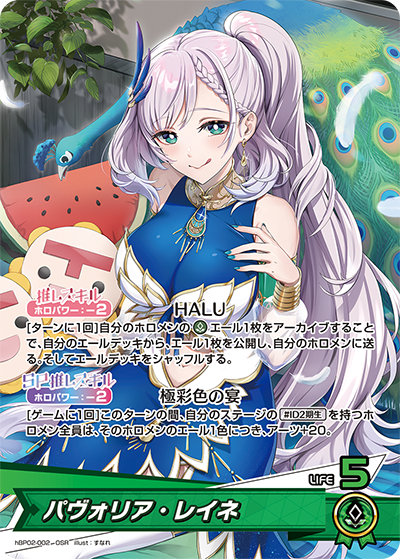 推しスキル
ホロパワー：－2
HALU
[ターンに1回]自分のホロメンの エール1枚をアーカイブすること
で、自分のエールデッキから、エール1枚を公開し、自分のホロメンに送
る。そしてエールデッキをシャッフルする。
SP推しスキル
ホロパワー：－2
極彩色の宴
[ゲームに1回]このターンの間、自分のステージの #ID2期生 を持つホ
ロメン全員は、そのホロメンのエール1色につき、アーツ+20。
LIFE 5
パヴォリア・レイネ
hBP02-002 OSR illust：すなれ